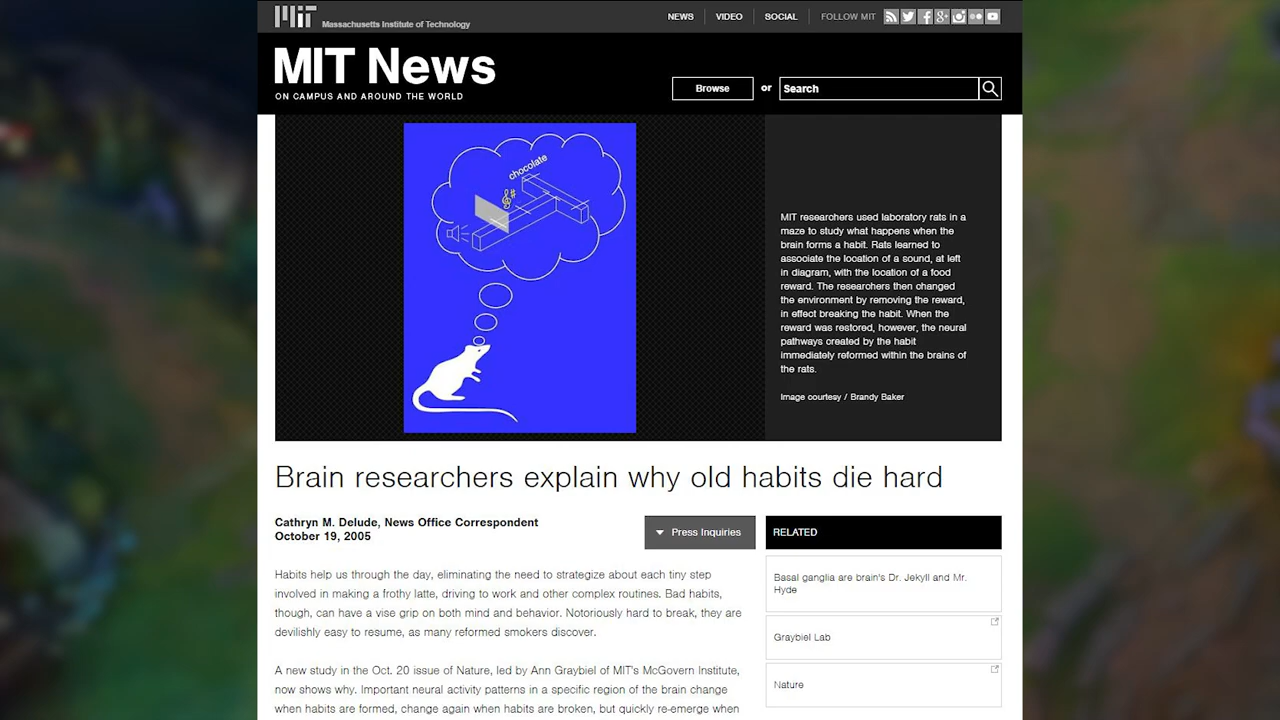 MIT
Massachusetts Institute of Technology
NEWS
VIDEO
SOCIAL
FOLLOW MIT
MIT News
ON CAMPUS AND AROUND THE WORLD
Browse
or
Search
chocolate
MIT researchers used laboratory rats in a
maze to study what happens when the
brain forms a habit. Rats learned to
associate the location of a sound, at left
in diagram, with the location of a food
reward. The researchers then changed
the environment by removing the reward,
in effect breaking the habit. When the
reward was restored, however, the neural
pathways created by the habit
immediately reformed within the brains of
the rats.
Image courtesy / Brandy Baker
Brain researchers explain why old habits die hard
Cathryn M. Delude, News Office Correspondent
October 19, 2005
Press Inquiries
Habits help us through the day, eliminating the need to strategize about each tiny step
involved in making a frothy latte, driving to work and other complex routines. Bad habits,
though, can have a vise grip on both mind and behavior. Notoriously hard to break, they are
devilishly easy to resume, as many reformed smokers discover.
A new study in the Oct. 20 issue of Nature, led by Ann Graybiel of MIT's McGovern Institute,
now shows why. Important neural activity patterns in a specific region of the brain change
when habits are formed, change again when habits are broken, but quickly re-emerge when
RELATED
Basal ganglia are brain's Dr. Jekyll and Mr.
Hyde
Graybiel Lab
Nature